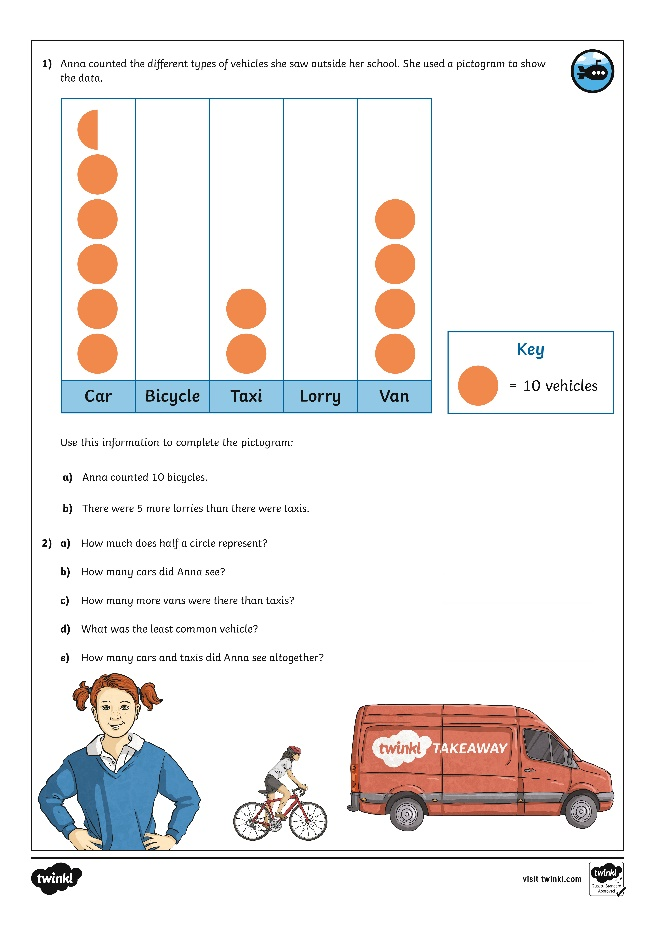 1) Anna counted the different types of vehicles she saw outside her school. She used a pictogram to show
the data.
Car Bicycle Taxi Lorry Van
Key
= 10 vehicles
Use this information to complete the pictogram:
a) Anna counted 10 bicycles.
b) There were 5 more lorries than there were taxis.
2) a) How much does half a circle represent?
b) How many cars did Anna see?
c) How many more vans were there than taxis?
d) What was the least common vehicle?
e) How many cars and taxis did Anna see altogether?
twinkl TAKEAWAY
twinkl
visit twinkl.com
twinkl
Approved